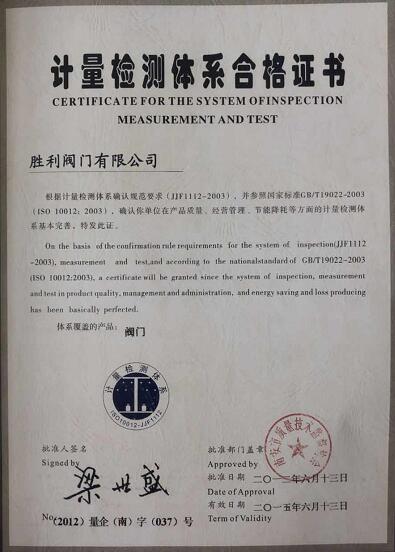 计量检测体系合格证书
CERTIFICATE FOR THE SYSTEM OFINSPECTION
MEASUREMENT AND TEST
胜利阀门有限公司
根据计量检测体系确认规范要求（JJF1112-2003），并参照国家标准GB/T19022-2003
（ISO 10012：2003），确认你单位在产品质量、经营管理、节能降耗等方面的计量检测体
系基本完善，特发此证。
On the basis of the confirmation rule requirements for the system of inspection(JJF1112
-2003), measurement and test,and according to the nationalstandard of GB/T19022-2003
(ISO 10012:2003), a certificate will be granted since the system of inspection, measurement
and test in product quality, management and administration, and energy saving and loss producing
has been basically perfected.
体系覆盖的产品： 阀门
计量检测体系
ISO10012-JJF1112
批准人签名
Signed by
梁世盛
批准部门盖章
Approved by
批准日期 二〇一二年六月十三日
Date of Approval
有效日期 二〇一五年六月十三日
Term of Validity
No.（2012）量企（南）字（037）号